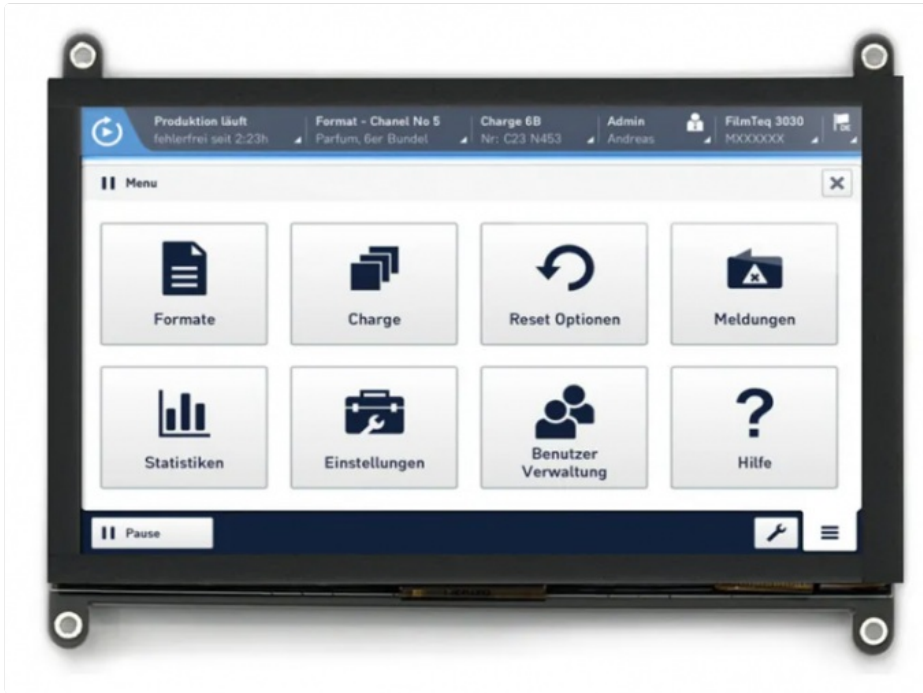 Produktion läuft
fehlerfrei seit 2:23h
Format - Chanel No 5
Parfum, 6er Bundel
Charge 6B
Nr: C23 N453
Admin
Andreas
FilmTeq 3030
MXXXXXX
Menu
Formate
Charge
Reset Optionen
Meldungen
Statistiken
Einstellungen
Benutzer
Verwaltung
Hilfe
Pause